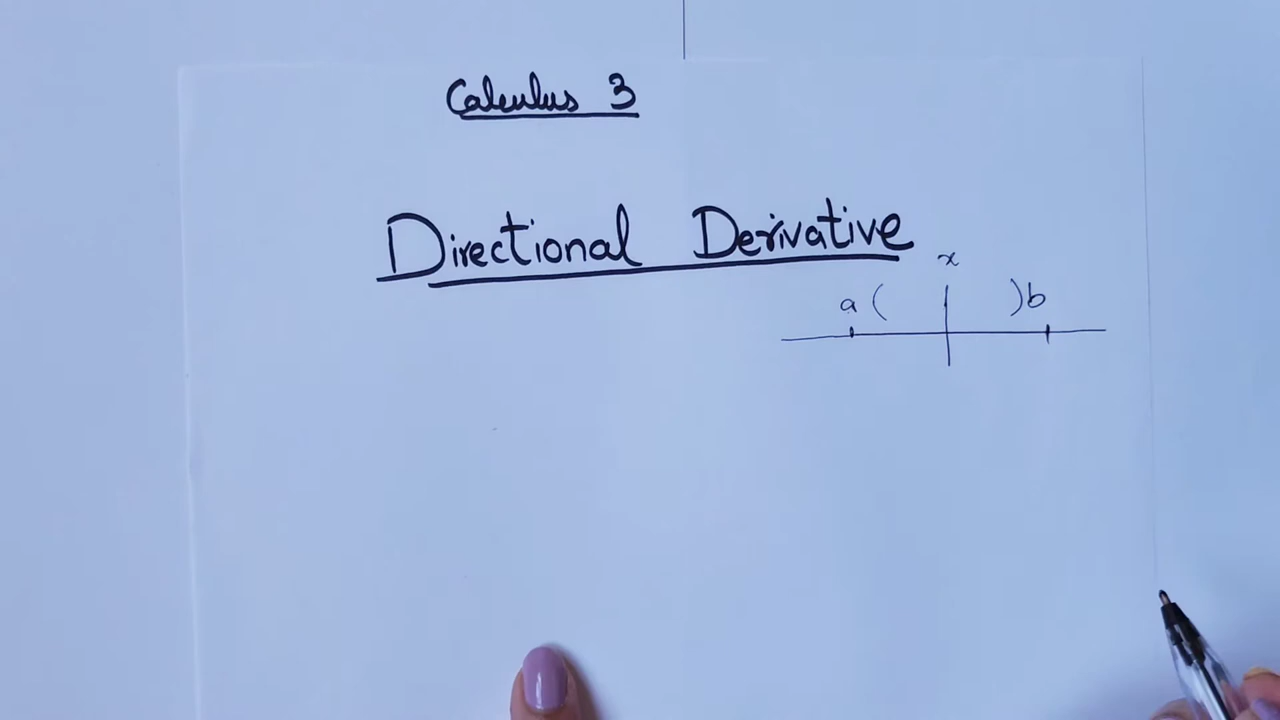 Calculus 3
Directional Derivative
x
a ( ) b